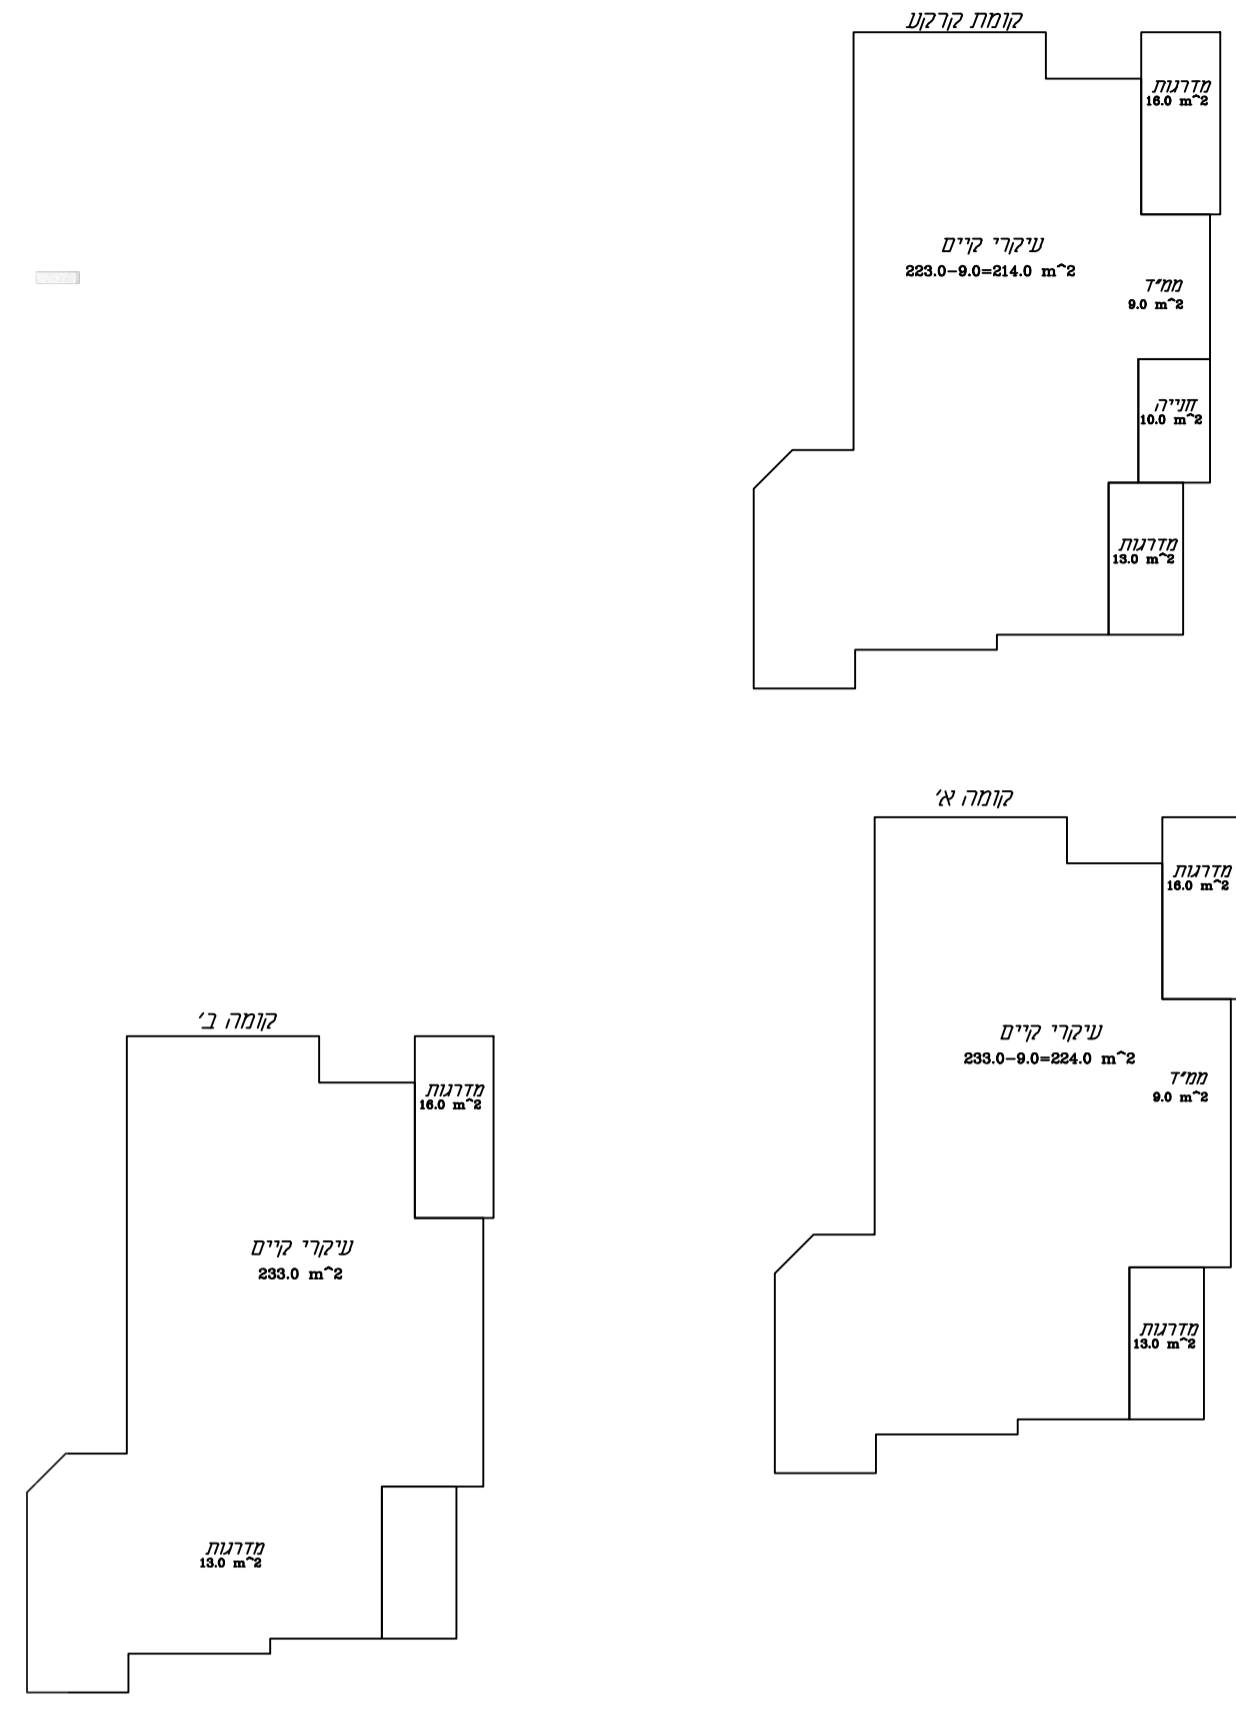 קומת קרקע
מדרגות
16.0 m^2
עיקרי קיים
223.0-9.0=214.0 m^2
ממ"ד
9.0 m^2
חנייה
10.0 m^2
מדרגות
13.0 m^2
קומה א'
מדרגות
16.0 m^2
עיקרי קיים
233.0-9.0=224.0 m^2
ממ"ד
9.0 m^2
מדרגות
13.0 m^2
קומה ב'
מדרגות
16.0 m^2
עיקרי קיים
233.0 m^2
מדרגות
13.0 m^2